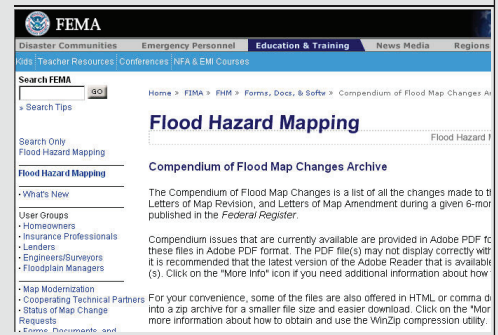 FEMA
Disaster Communities Emergency Personnel Education & Training News Media Regions
Kids Teacher Resources Conferences NFA & EMI Courses
Search FEMA
GO
» Search Tips
Search Only
Flood Hazard Mapping
Flood Hazard Mapping
• What's New
User Groups
• Homeowners
• Insurance Professionals
• Lenders
• Engineers/Surveyors
• Floodplain Managers
• Map Modernization
• Cooperating Technical Partners
• Status of Map Change
Requests
• Forms, Documents, and
Home > FIMA > FHM > Forms, Docs, & Softw > Compendium of Flood Map Changes
Flood Hazard Mapping
Flood Hazard
Compendium of Flood Map Changes Archive
The Compendium of Flood Map Changes is a list of all the changes made to
Letters of Map Revision, and Letters of Map Amendment during a given 6-mo
published in the Federal Register.
Compendium issues that are currently available are provided in Adobe PDF
these files in Adobe PDF format. The PDF file(s) may not display correctly
it is recommended that the latest version of the Adobe Reader that is available
(s). Click on the "More Info" icon if you need additional information about how
For your convenience, some of the files are also offered in HTML or comma
into a zip archive for a smaller file size and easier download. Click on the
more information about how to obtain and use the WinZip compression utility.